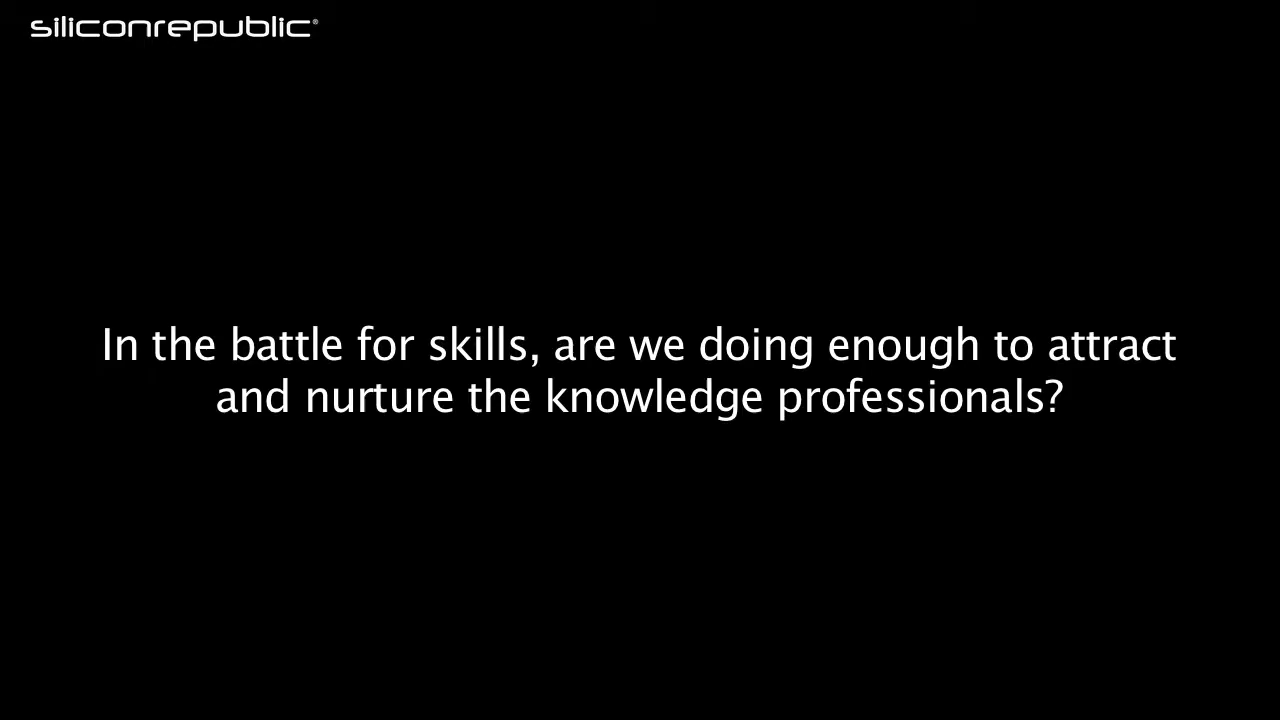 siliconrepublic®
In the battle for skills, are we doing enough to attract
and nurture the knowledge professionals?